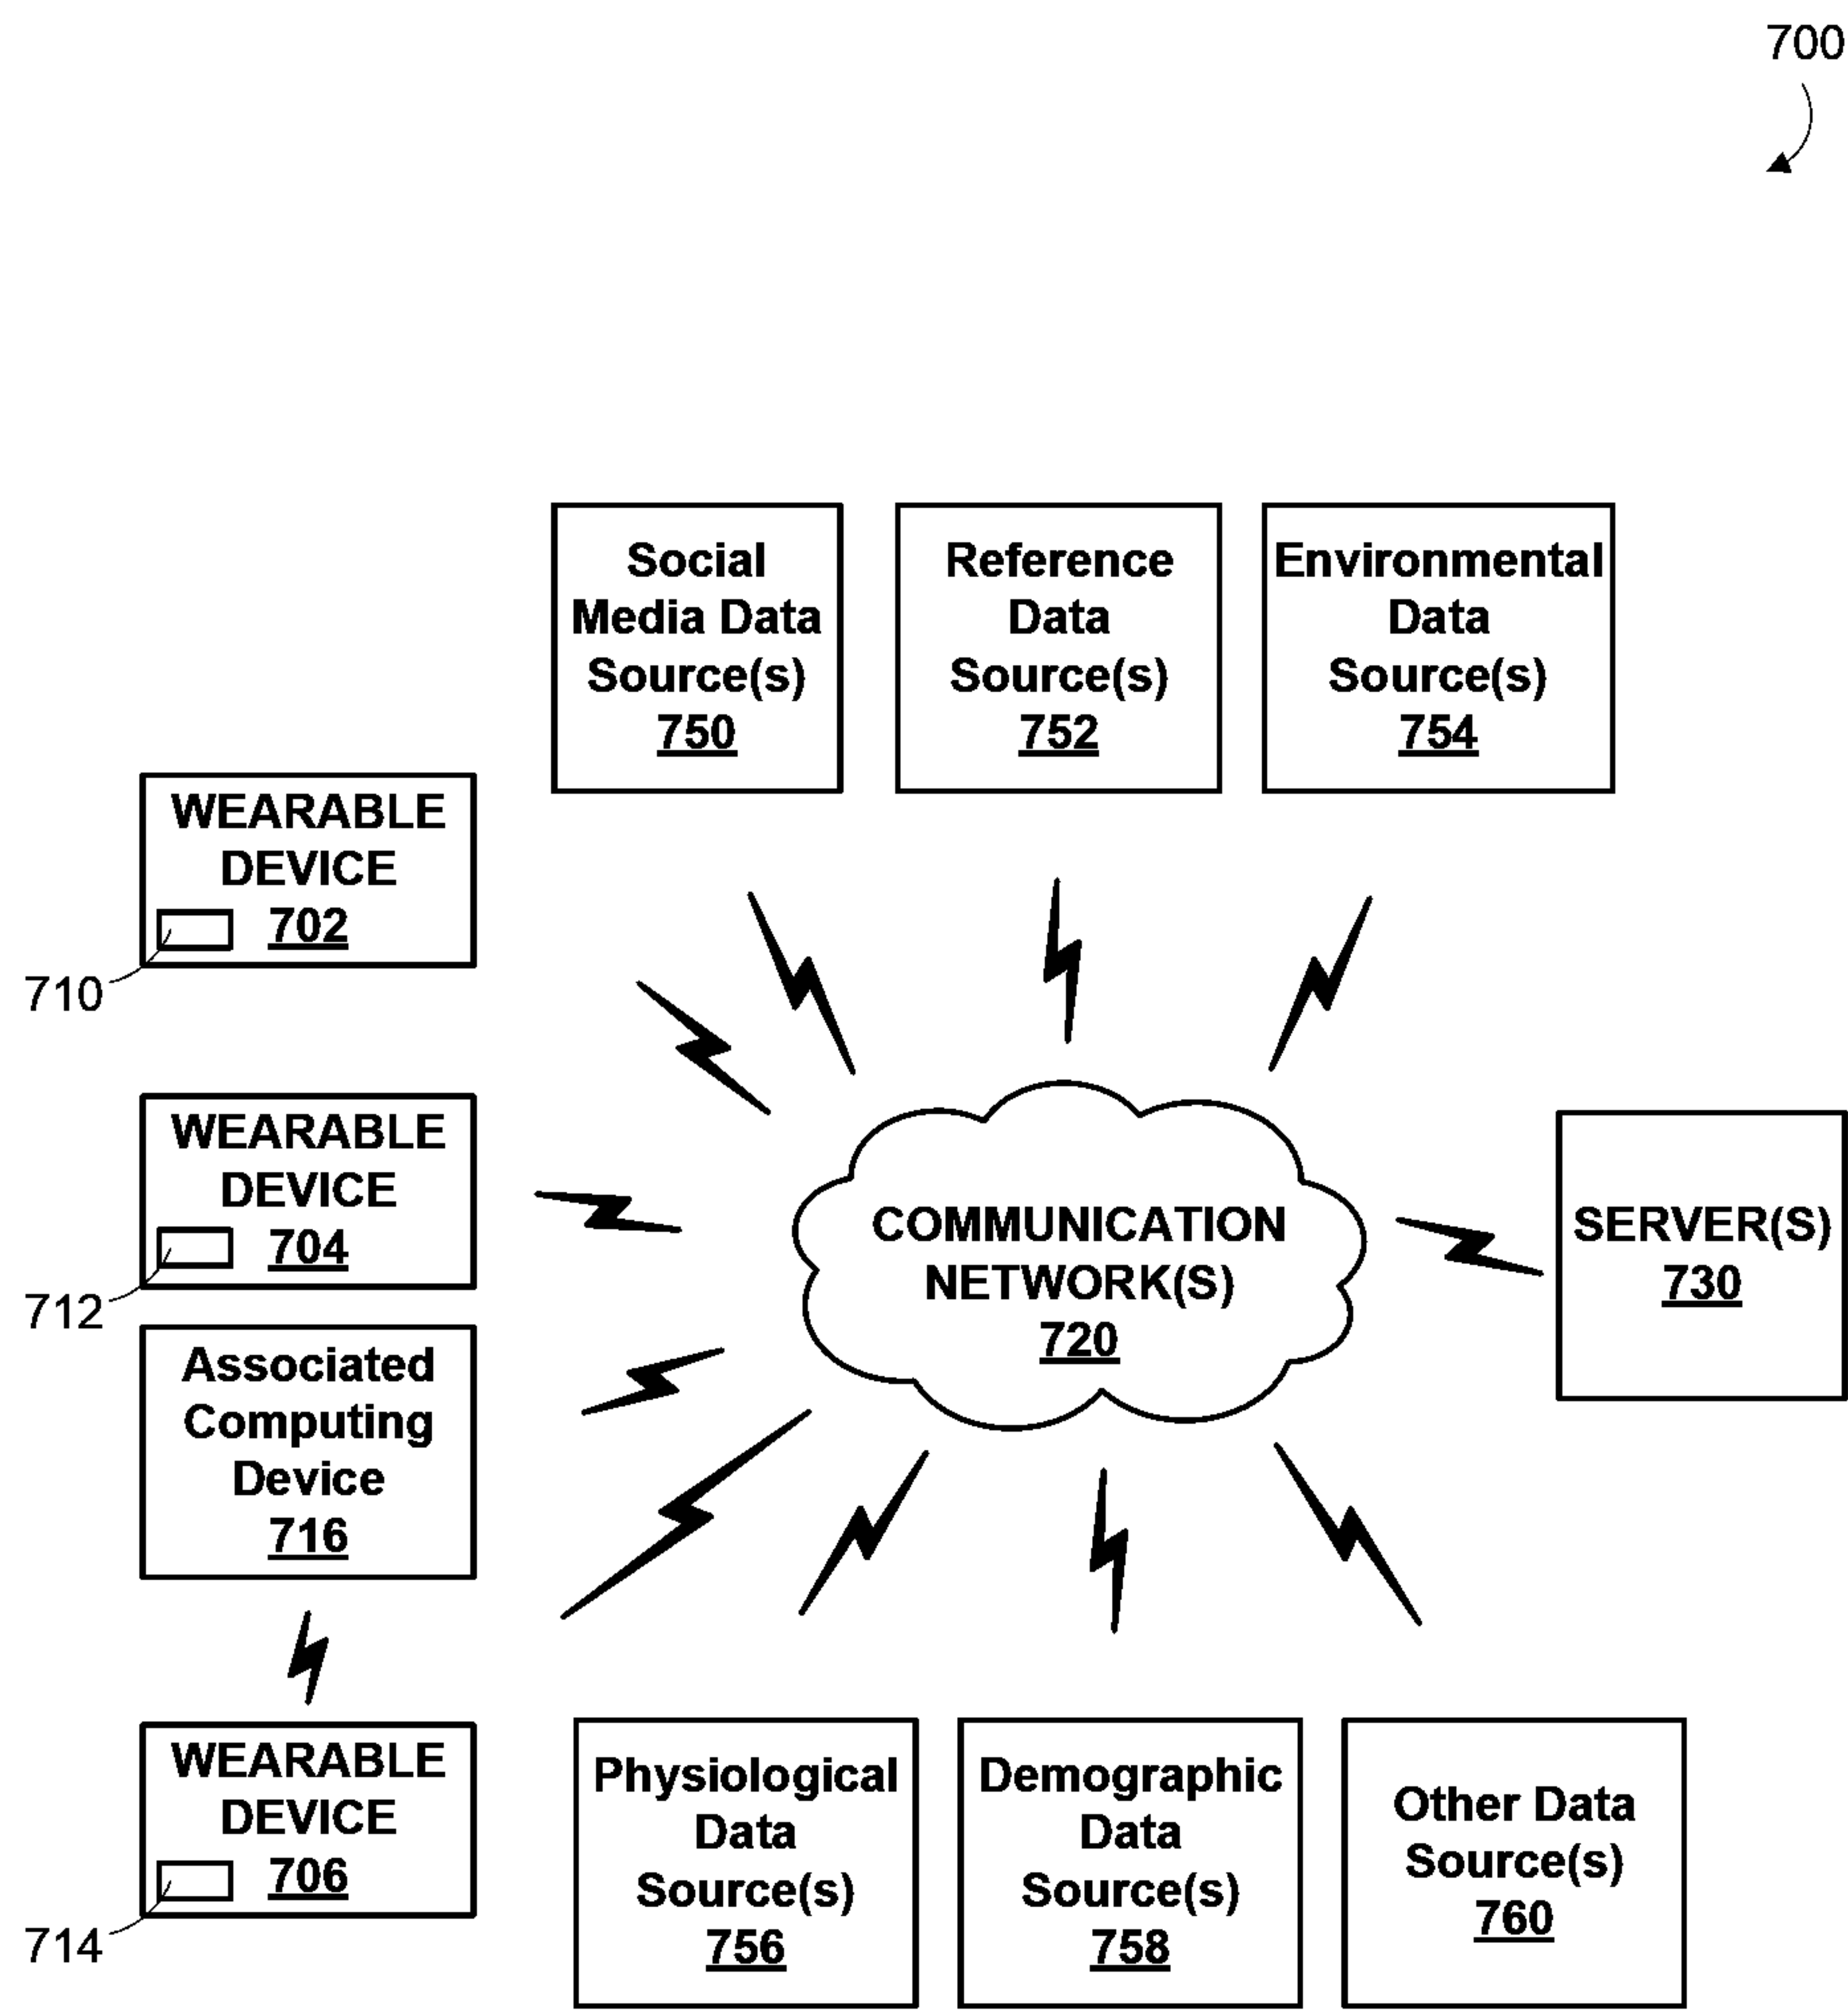 700
Social
Media Data
Source(s)
750
Reference
Data
Source(s)
752
Environmental
Data
Source(s)
754
WEARABLE
DEVICE
702
710
WEARABLE
DEVICE
704
712
Associated
Computing
Device
716
WEARABLE
DEVICE
706
714
COMMUNICATION
NETWORK(S)
720
SERVER(S)
730
Physiological
Data
Source(s)
756
Demographic
Data
Source(s)
758
Other Data
Source(s)
760